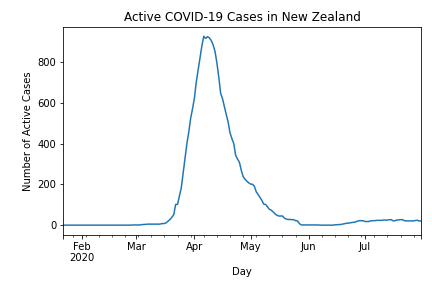 Active COVID-19 Cases in New Zealand
Number of Active Cases
800
600
400
200
0
Feb Mar Apr May Jun Jul
2020
Day